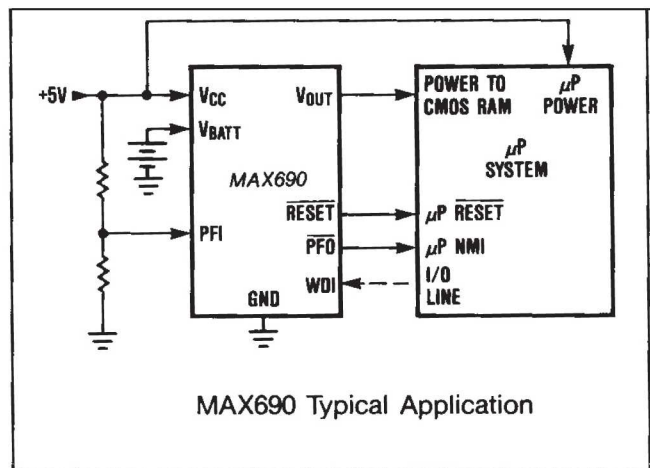 +5V
VCC
VBATT
PFI
VOUT
MAX690
RESET
PFO
WDI
GND
POWER TO
CMOS RAM
μP
POWER
μP
SYSTEM
μP RESET
μP NMI
I/O
LINE
MAX690 Typical Application